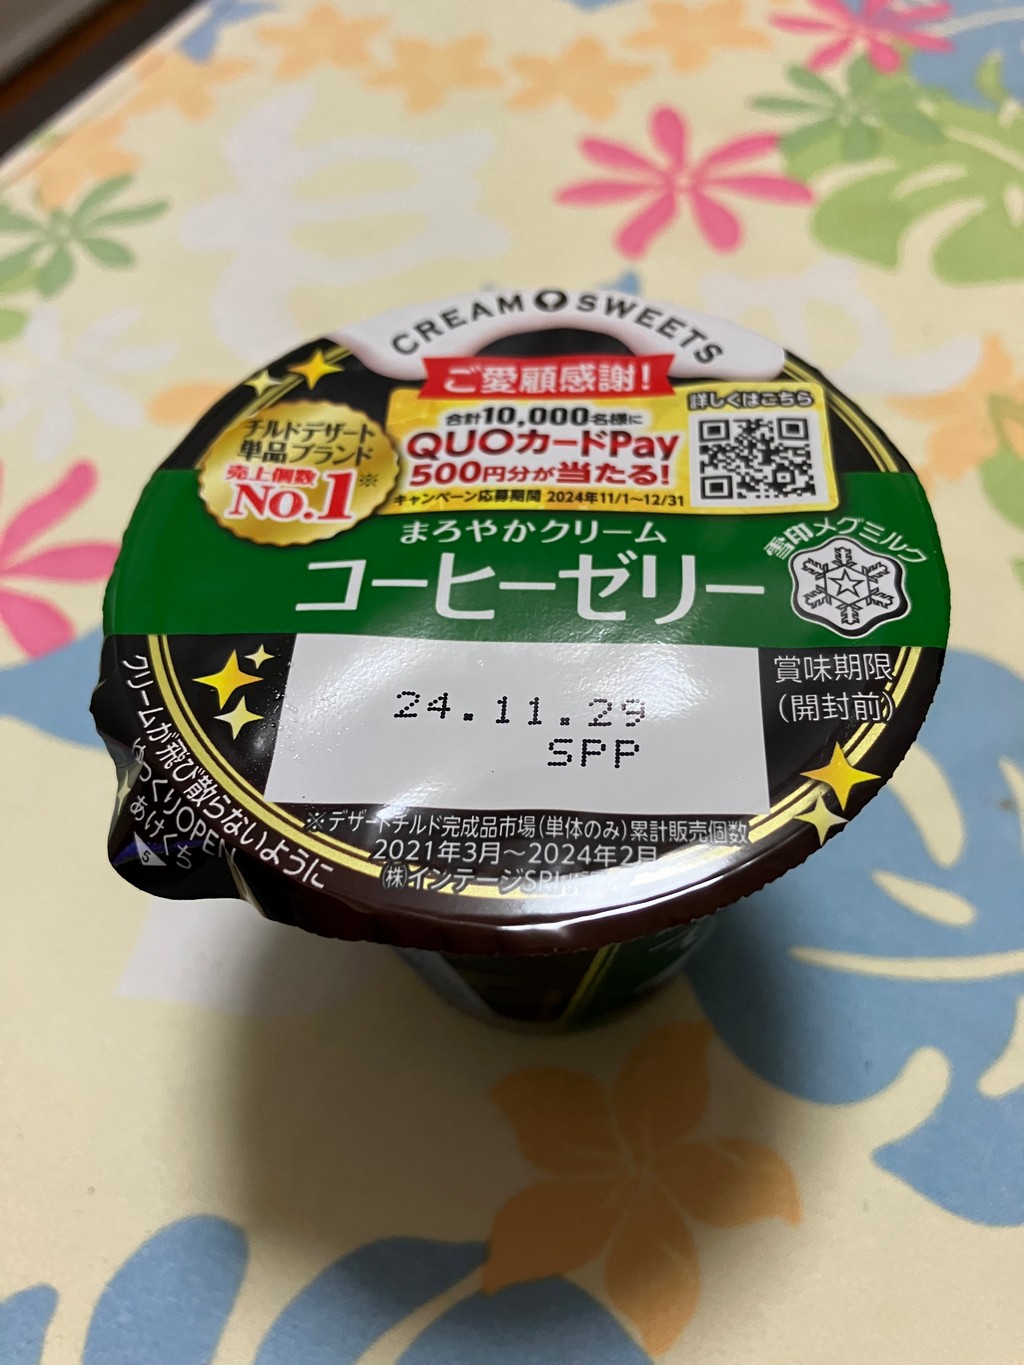 CREAM SWEETS
ご愛顧感謝!
チルドデザート
単品ブランド
売上個数※
No.1
合計10,000名様に
QUOカードPay
500円分が当たる!
キャンペーン応募期間 2024年11/1~12/31
詳しくはこちら
まろやかクリーム
コーヒーゼリー
雪印メグミルク
賞味期限
(開封前)
24.11.29
SPP
※デザートチルド完成品市場(単体のみ)累計販売個数
2021年3月~2024年2月
(株)インテージSRI
クリームが飛び散らないように
ゆっくりOPEN
あけくち
5